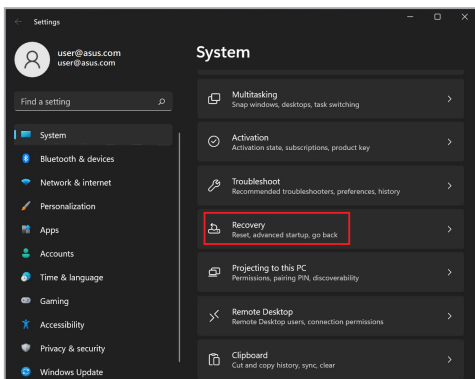 Settings
user@asus.com
user@asus.com
Find a setting
System
Bluetooth & devices
Network & internet
Personalization
Apps
Accounts
Time & language
Gaming
Accessibility
Privacy & security
Windows Update
System
Multitasking
Snap windows, desktops, task switching
Activation
Activation state, subscriptions, product key
Troubleshoot
Recommended troubleshooters, preferences, history
Recovery
Reset, advanced startup, go back
Projecting to this PC
Permissions, pairing PIN, discoverability
Remote Desktop
Remote Desktop users, connection permissions
Clipboard
Cut and copy history, sync, clear